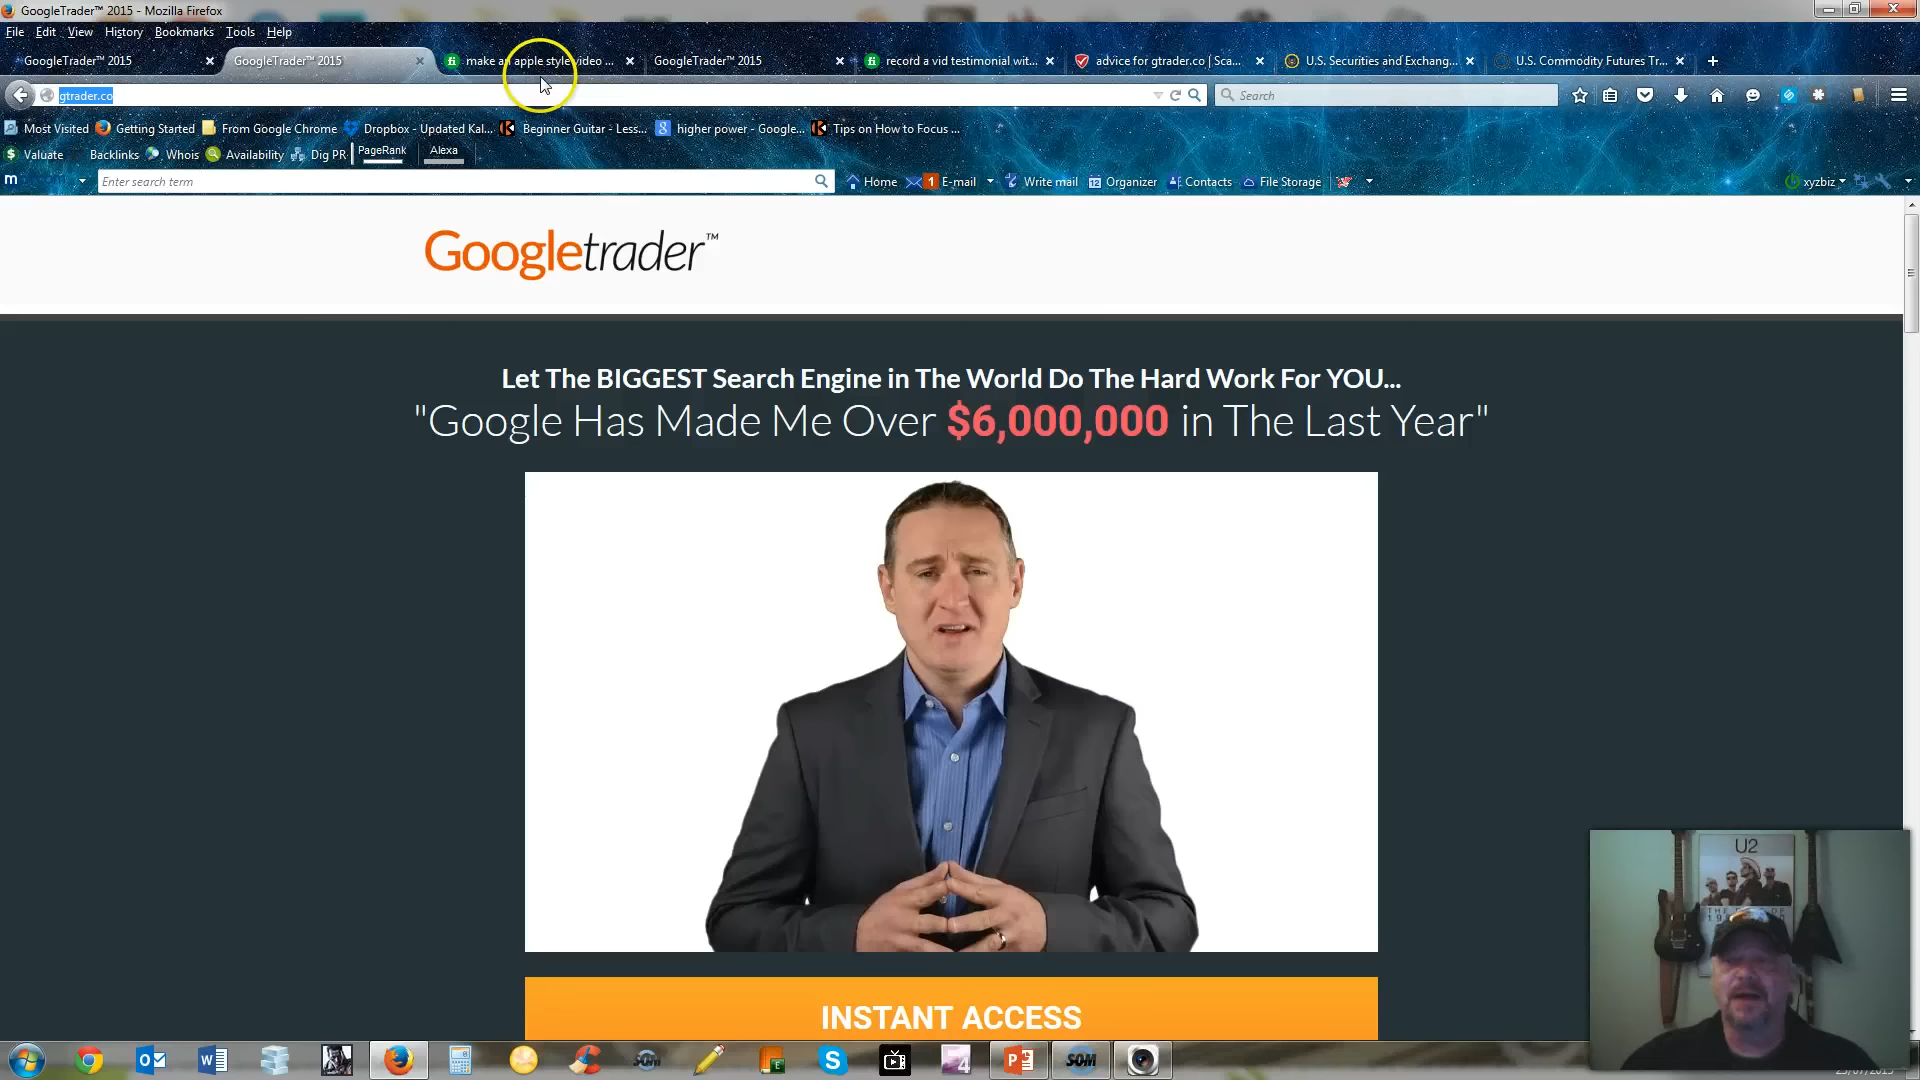 GoogleTrader™ 2015 - Mozilla Firefox
File Edit View History Bookmarks Tools Help
GoogleTrader™ 2015
GoogleTrader™ 2015
make an apple style video ...
GoogleTrader™ 2015
record a vid testimonial wit...
advice for gtrader.co | Sca...
U.S. Securities and Exchang...
U.S. Commodity Futures Tr...
gtrader.co
Search
Most Visited Getting Started From Google Chrome Dropbox - Updated Kal... Beginner Guitar - Less... higher power - Google... Tips on How to Focus ...
Valuate Backlinks Whois Availability Dig PR PageRank Alexa
Enter search term
Home 1 E-mail Write mail 12 Organizer Contacts File Storage xyzbiz
Googletrader™
Let The BIGGEST Search Engine in The World Do The Hard Work For YOU...
"Google Has Made Me Over $6,000,000 in The Last Year"
INSTANT ACCESS
U2